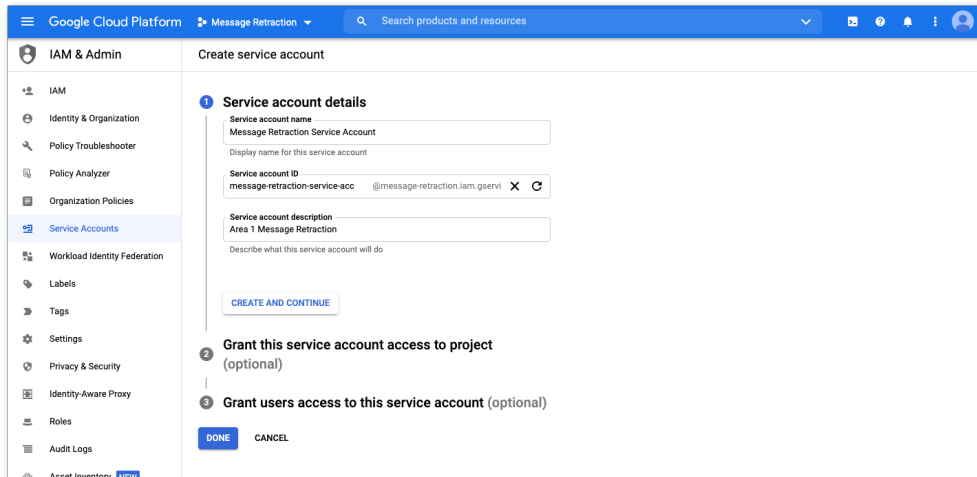 Google Cloud Platform
Message Retraction
Search products and resources
IAM & Admin
Create service account
IAM
Identity & Organization
Policy Troubleshooter
Policy Analyzer
Organization Policies
Service Accounts
Workload Identity Federation
Labels
Tags
Settings
Privacy & Security
Identity-Aware Proxy
Roles
Audit Logs
Asset Inventory NEW
1 Service account details
Service account name
Message Retraction Service Account
Display name for this service account
Service account ID
message-retraction-service-acc @message-retraction.iam.gservi
Service account description
Area 1 Message Retraction
Describe what this service account will do
CREATE AND CONTINUE
2 Grant this service account access to project
(optional)
3 Grant users access to this service account (optional)
DONE CANCEL